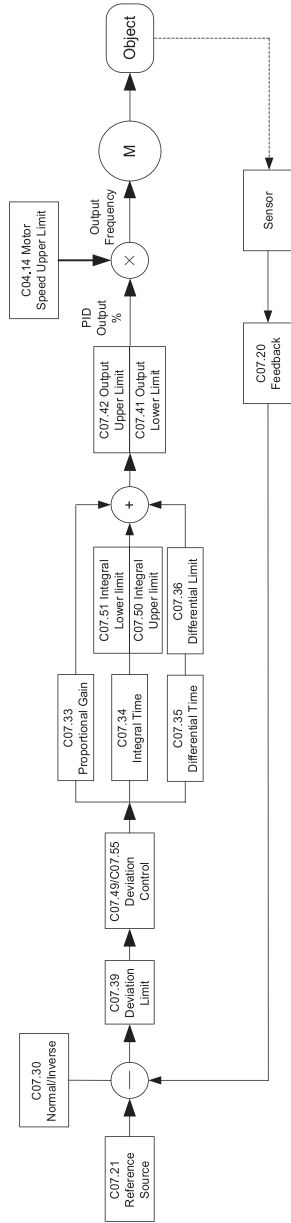 C07.21
Reference
Source
C07.30
Normal/Inverse
—
C07.39
Deviation
Limit
C07.49/C07.55
Deviation
Control
C07.33
Proportional Gain
C07.34
Integral Time
C07.35
Differential Time
C07.51 Integral
Lower limit
C07.50 Integral
Upper limit
C07.36
Differential Limit
+
C07.42 Output
Upper Limit
C07.41 Output
Lower Limit
PID
Output
%
C04.14 Motor
Speed Upper Limit
×
Output
Frequency
M
Object
Sensor
C07.20
Feedback